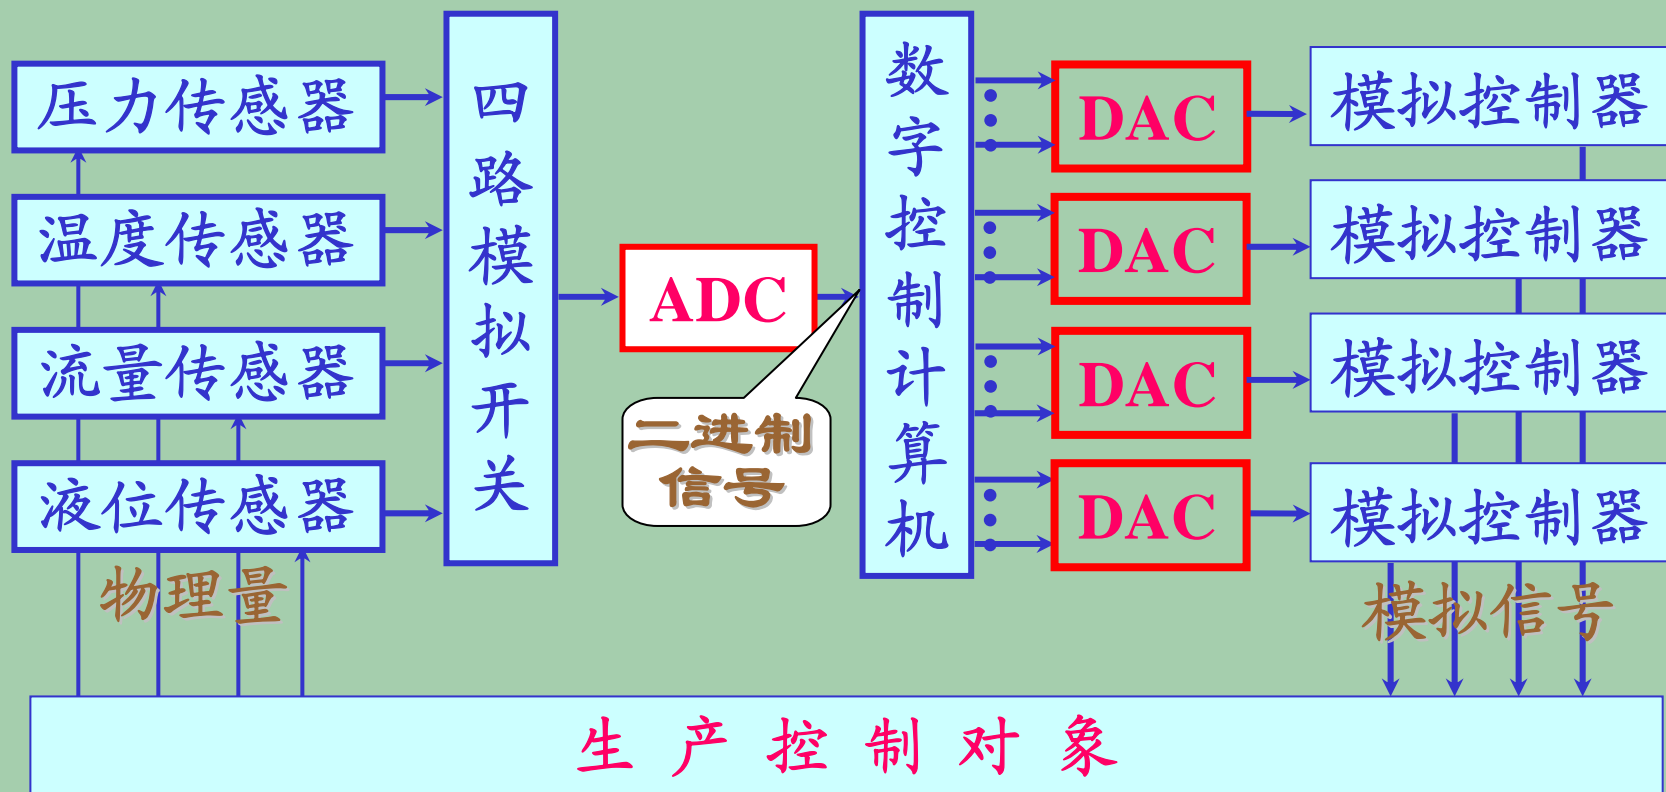 压力传感器
温度传感器
流量传感器
液位传感器
物理量
四路模拟开关
ADC
二进制
信号
数字控制计算机
DAC
DAC
DAC
DAC
模拟控制器
模拟控制器
模拟控制器
模拟控制器
模拟信号
生产控制对象